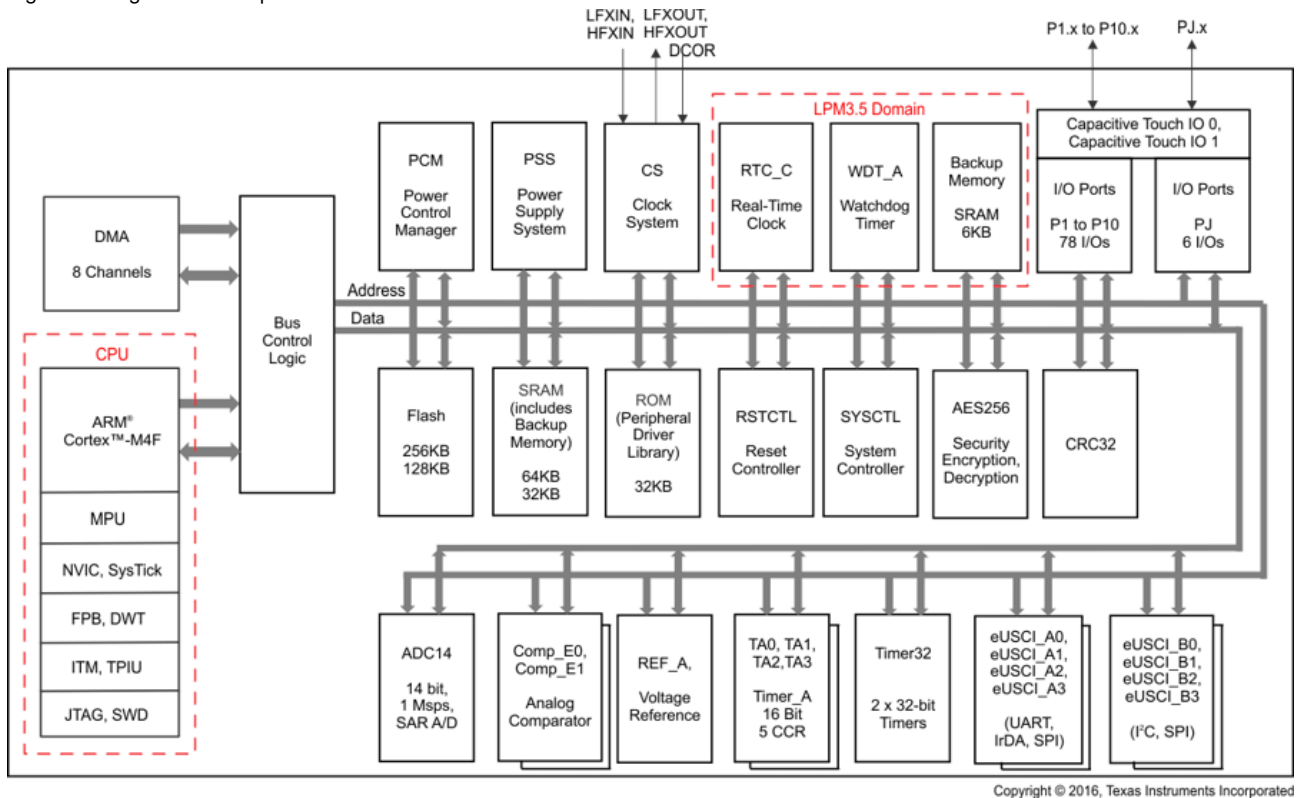 LFXIN, LFXOUT,
HFXIN HFXOUT
DCOR
P1.x to P10.x
PJ.x
LPM3.5 Domain
Capacitive Touch IO 0,
Capacitive Touch IO 1
PCM
Power
Control
Manager
PSS
Power
Supply
System
CS
Clock
System
RTC_C
Real-Time
Clock
WDT_A
Watchdog
Timer
Backup
Memory
SRAM
6KB
I/O Ports
P1 to P10
78 I/Os
I/O Ports
PJ
6 I/Os
DMA
8 Channels
Bus
Control
Logic
Address
Data
CPU
ARM®
Cortex™-M4F
MPU
NVIC, SysTick
FPB, DWT
ITM, TPIU
JTAG, SWD
Flash
256KB
128KB
SRAM
(includes
Backup
Memory)
64KB
32KB
ROM
(Peripheral
Driver
Library)
32KB
RSTCTL
Reset
Controller
SYSCTL
System
Controller
AES256
Security
Encryption,
Decryption
CRC32
ADC14
14 bit,
1 Msps,
SAR A/D
Comp_E0,
Comp_E1
Analog
Comparator
REF_A,
Voltage
Reference
TA0, TA1,
TA2,TA3
Timer_A
16 Bit
5 CCR
Timer32
2 x 32-bit
Timers
eUSCI_A0,
eUSCI_A1,
eUSCI_A2,
eUSCI_A3
(UART,
IrDA, SPI)
eUSCI_B0,
eUSCI_B1,
eUSCI_B2,
eUSCI_B3
(I²C, SPI)
Copyright © 2016, Texas Instruments Incorporated